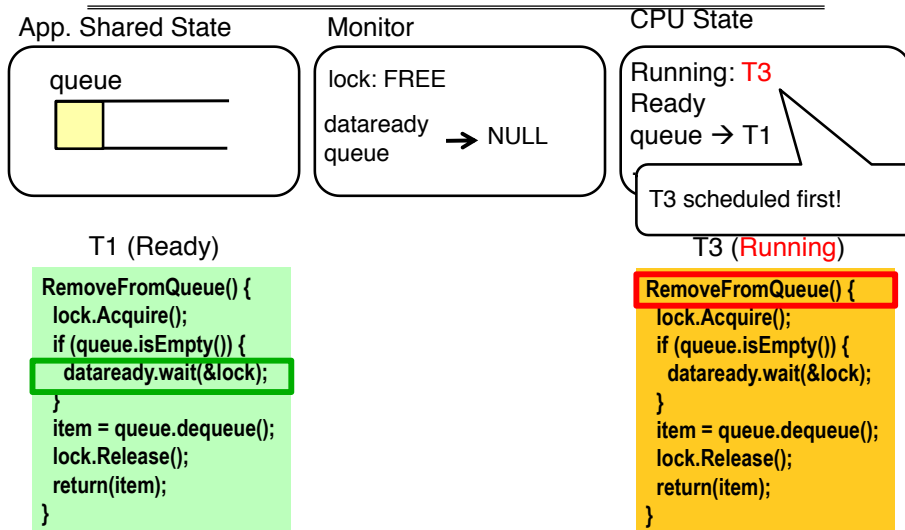 App. Shared State
Monitor
CPU State
queue
lock: FREE
dataready
queue
→ NULL
Running: T3
Ready
queue → T1
T3 scheduled first!
T1 (Ready)
RemoveFromQueue() {
lock.Acquire();
if (queue.isEmpty()) {
dataready.wait(&lock);
}
item = queue.dequeue();
lock.Release();
return(item);
}
T3 (Running)
RemoveFromQueue() {
lock.Acquire();
if (queue.isEmpty()) {
dataready.wait(&lock);
}
item = queue.dequeue();
lock.Release();
return(item);
}